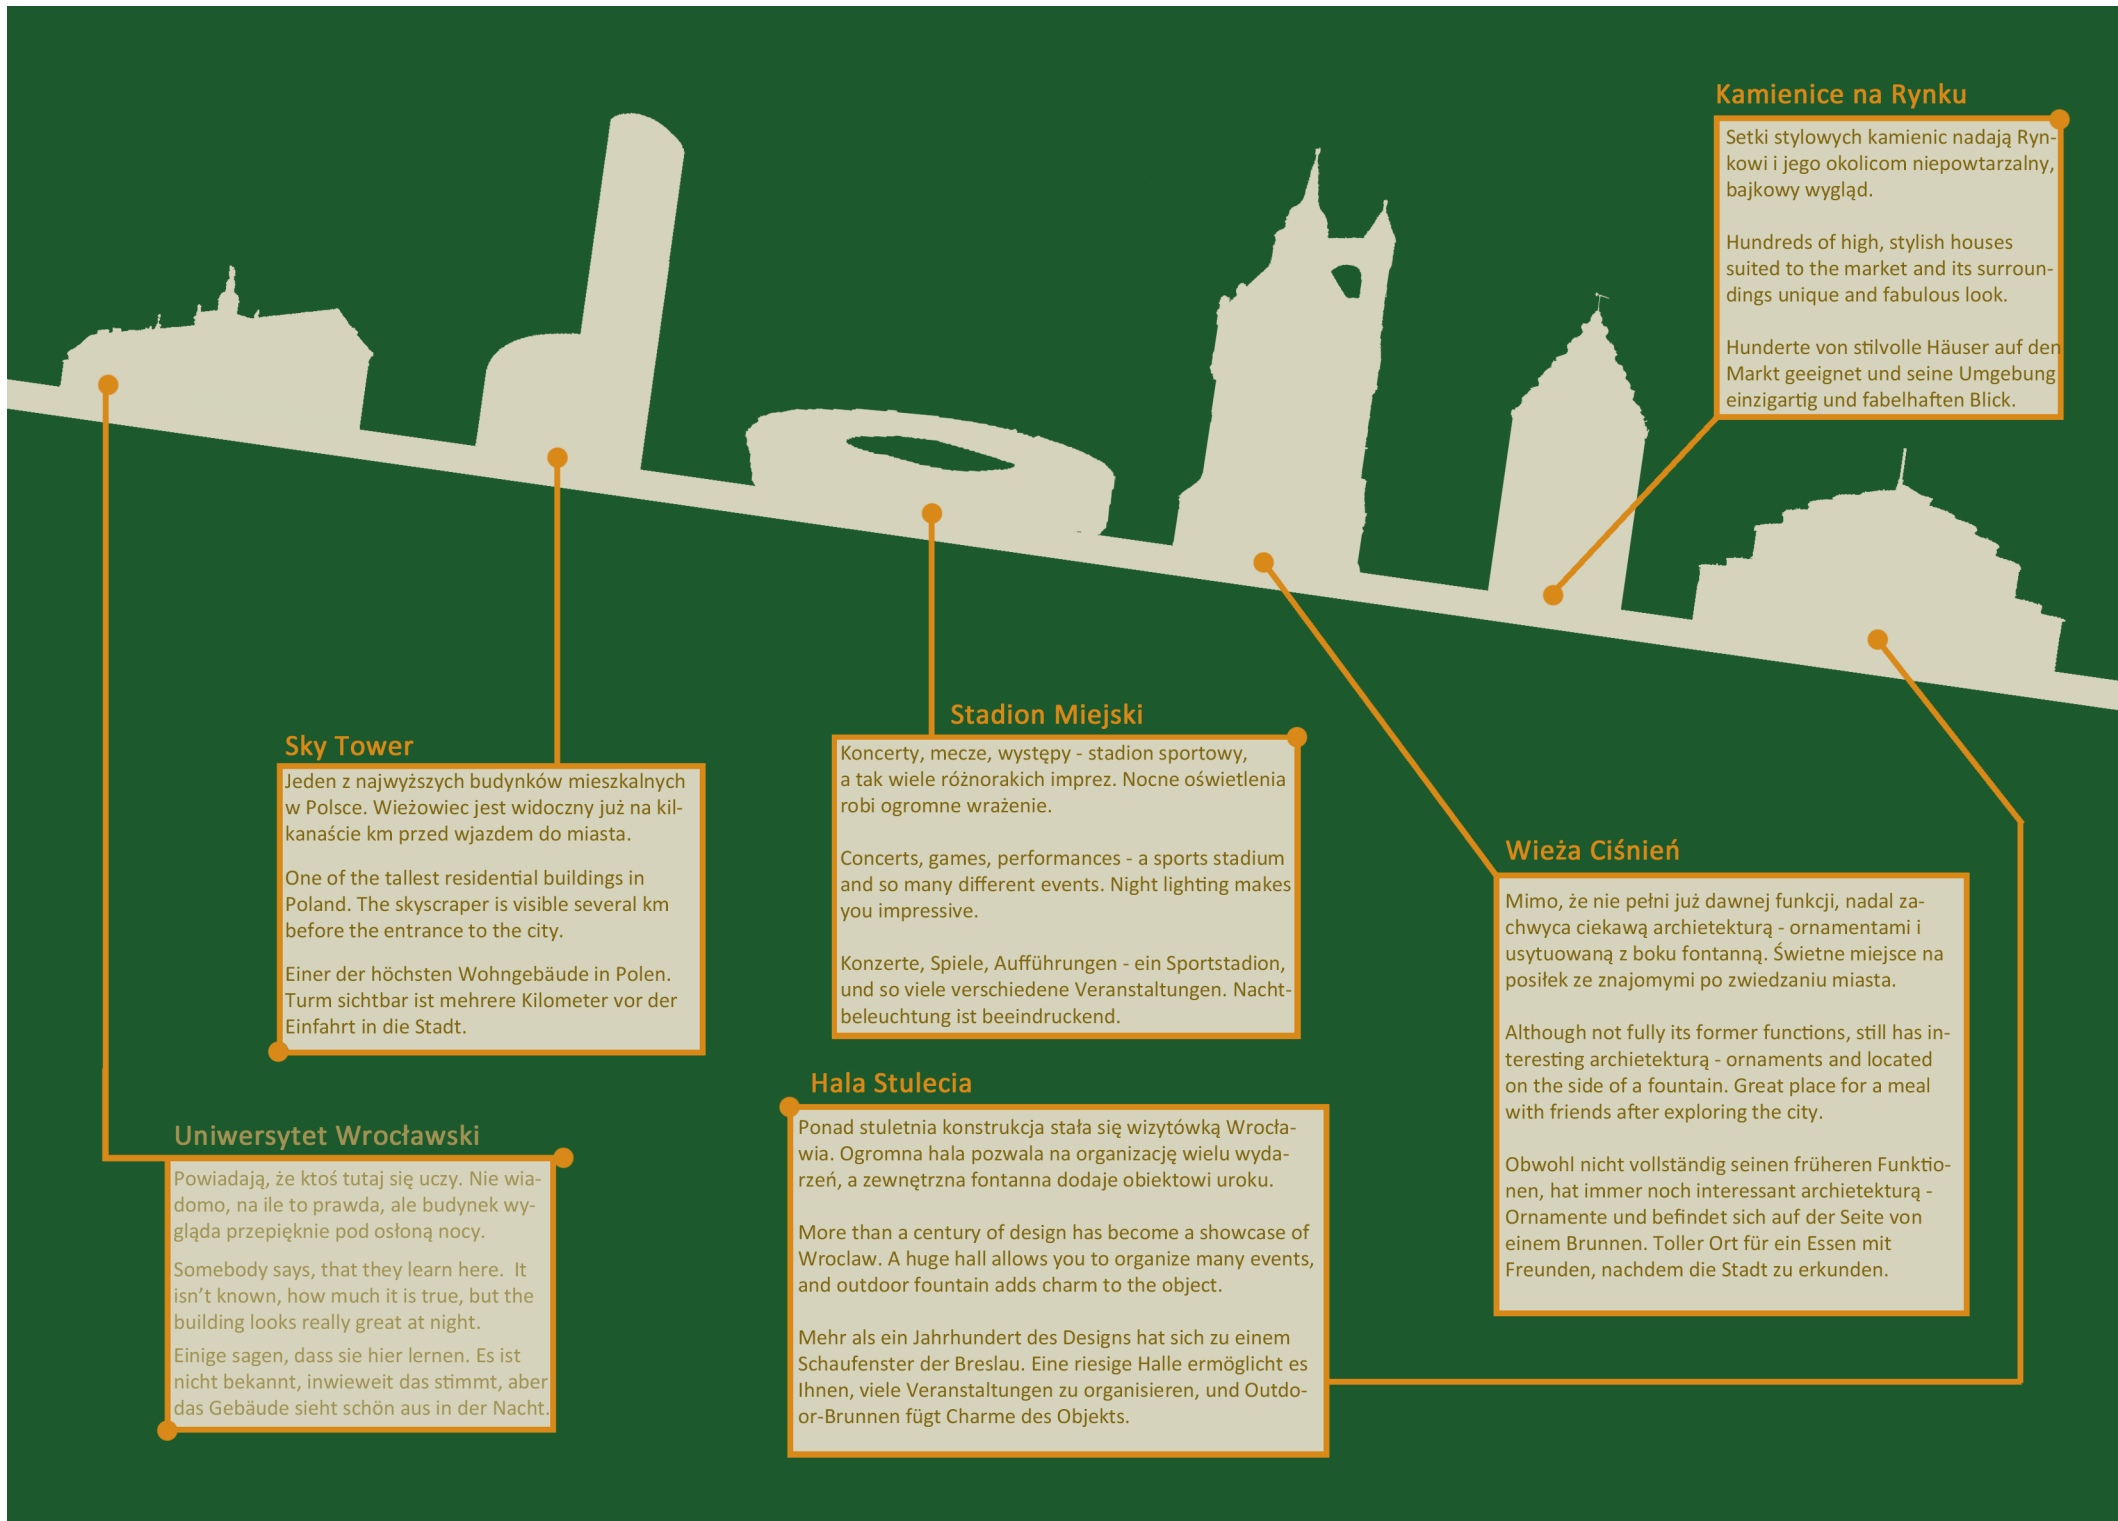 Kamienice na Rynku
Setki stylowych kamienic nadają Ryn-
kowi i jego okolicom niepowtarzalny,
bajkowy wygląd.
Hundreds of high, stylish houses
suited to the market and its surroun-
dings unique and fabulous look.
Hunderte von stilvolle Häuser auf den
Markt geeignet und seine Umgebung
einzigartig und fabelhaften Blick.
Sky Tower
Jeden z najwyższych budynków mieszkalnych
w Polsce. Wieżowiec jest widoczny już na kil-
kanaście km przed wjazdem do miasta.
One of the tallest residential buildings in
Poland. The skyscraper is visible several km
before the entrance to the city.
Einer der höchsten Wohngebäude in Polen.
Turm sichtbar ist mehrere Kilometer vor der
Einfahrt in die Stadt.
Stadion Miejski
Koncerty, mecze, występy - stadion sportowy,
a tak wiele różnorakich imprez. Nocne oświetlenia
robi ogromne wrażenie.
Concerts, games, performances - a sports stadium
and so many different events. Night lighting makes
you impressive.
Konzerte, Spiele, Aufführungen - ein Sportstadion,
und so viele verschiedene Veranstaltungen. Nacht-
beleuchtung ist beeindruckend.
Wieża Ciśnień
Mimo, że nie pełni już dawnej funkcji, nadal za-
chwyca ciekawą archietekturą - ornamentami i
usytuowaną z boku fontanną. Świetne miejsce na
posiłek ze znajomymi po zwiedzaniu miasta.
Although not fully its former functions, still has in-
teresting archietekturą - ornaments and located
on the side of a fountain. Great place for a meal
with friends after exploring the city.
Obwohl nicht vollständig seinen früheren Funktio-
nen, hat immer noch interessant archietekturą -
Ornamente und befindet sich auf der Seite von
einem Brunnen. Toller Ort für ein Essen mit
Freunden, nachdem die Stadt zu erkunden.
Uniwersytet Wrocławski
Powiadają, że ktoś tutaj się uczy. Nie wia-
domo, na ile to prawda, ale budynek wy-
gląda przepięknie pod osłoną nocy.
Somebody says, that they learn here.  It
isn't known, how much it is true, but the
building looks really great at night.
Einige sagen, dass sie hier lernen. Es ist
nicht bekannt, inwieweit das stimmt, aber
das Gebäude sieht schön aus in der Nacht.
Hala Stulecia
Ponad stuletnia konstrukcja stała się wizytówką Wrocła-
wia. Ogromna hala pozwala na organizację wielu wyda-
rzeń, a zewnętrzna fontanna dodaje obiektowi uroku.
More than a century of design has become a showcase of
Wroclaw. A huge hall allows you to organize many events,
and outdoor fountain adds charm to the object.
Mehr als ein Jahrhundert des Designs hat sich zu einem
Schaufenster der Breslau. Eine riesige Halle ermöglicht es
Ihnen, viele Veranstaltungen zu organisieren, und Outdo-
or-Brunnen fügt Charme des Objekts.